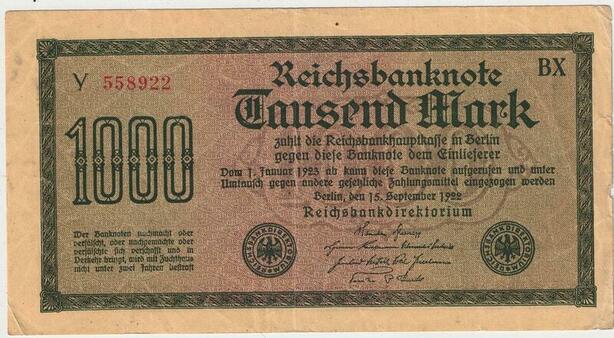 Y 558922
BX
Reichsbanknote
Tausend Mark
1000
zahlt die Reichsbankhauptkasse in Berlin
gegen diese Banknote dem Einlieferer
Vom 1. Januar 1923 ab kann diese Banknote aufgerufen und unter
Umtausch gegen andere gesetzliche Zahlungsmittel eingezogen werden
Berlin, den 15. September 1922
Reichsbankdirektorium
Wer Banknoten nachmacht oder
verfälscht, oder nachgemachte oder
verfälschte sich verschafft und in
Verkehr bringt, wird mit Zuchthaus
nicht unter zwei Jahren bestraft
REICHSBANKDIREKTORIUM
REICHSBANKDIREKTORIUM